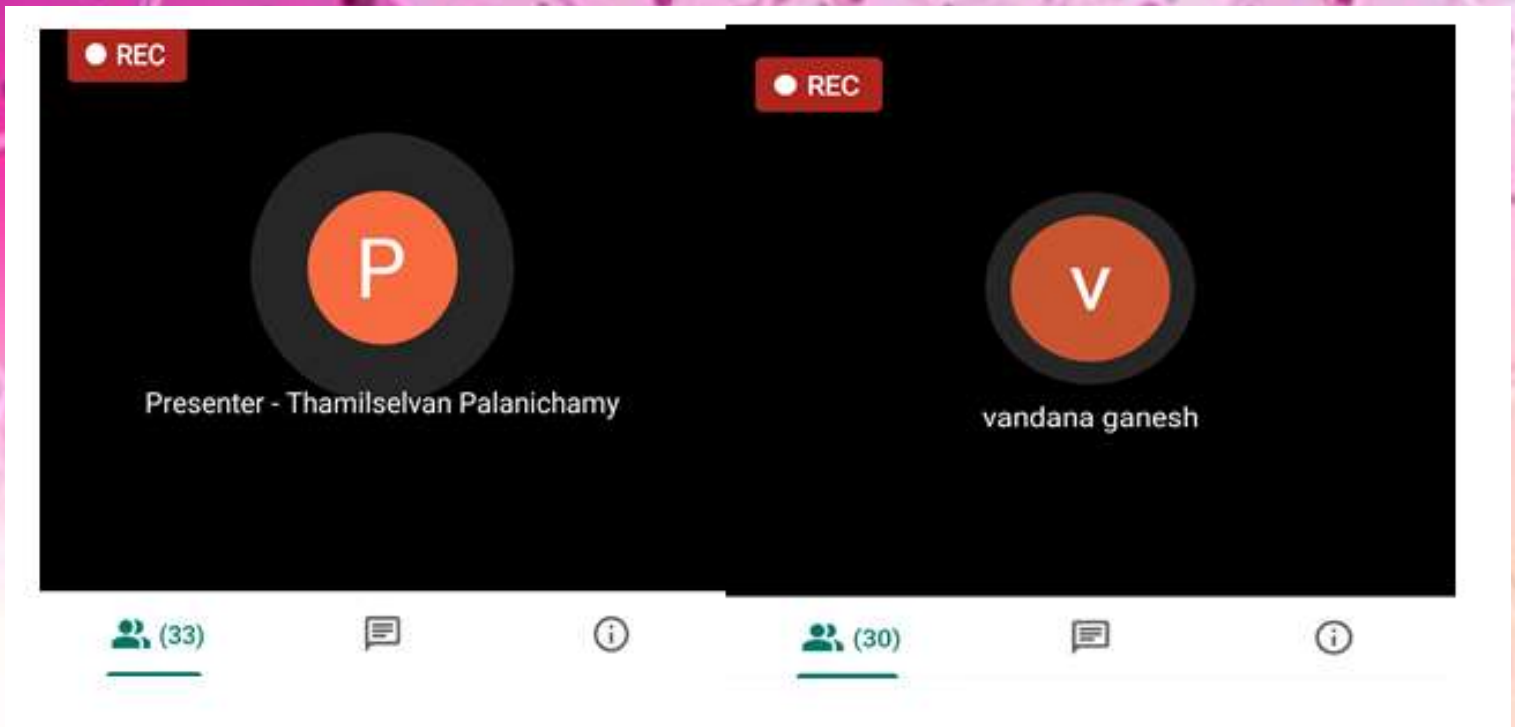 REC
P
Presenter - Thamilselvan Palanichamy
(33)
REC
v
vandana ganesh
(30)